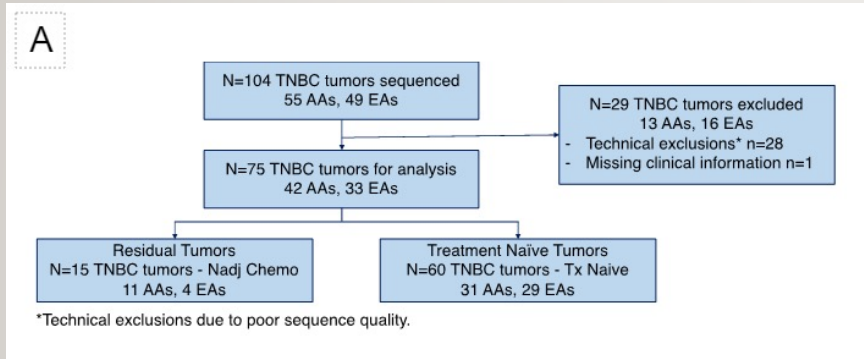 A
N=104 TNBC tumors sequenced
55 AAs, 49 EAs
N=29 TNBC tumors excluded
13 AAs, 16 EAs
- Technical exclusions* n=28
- Missing clinical information n=1
N=75 TNBC tumors for analysis
42 AAs, 33 EAs
Residual Tumors
N=15 TNBC tumors - Nadj Chemo
11 AAs, 4 EAs
Treatment Naïve Tumors
N=60 TNBC tumors - Tx Naive
31 AAs, 29 EAs
*Technical exclusions due to poor sequence quality.